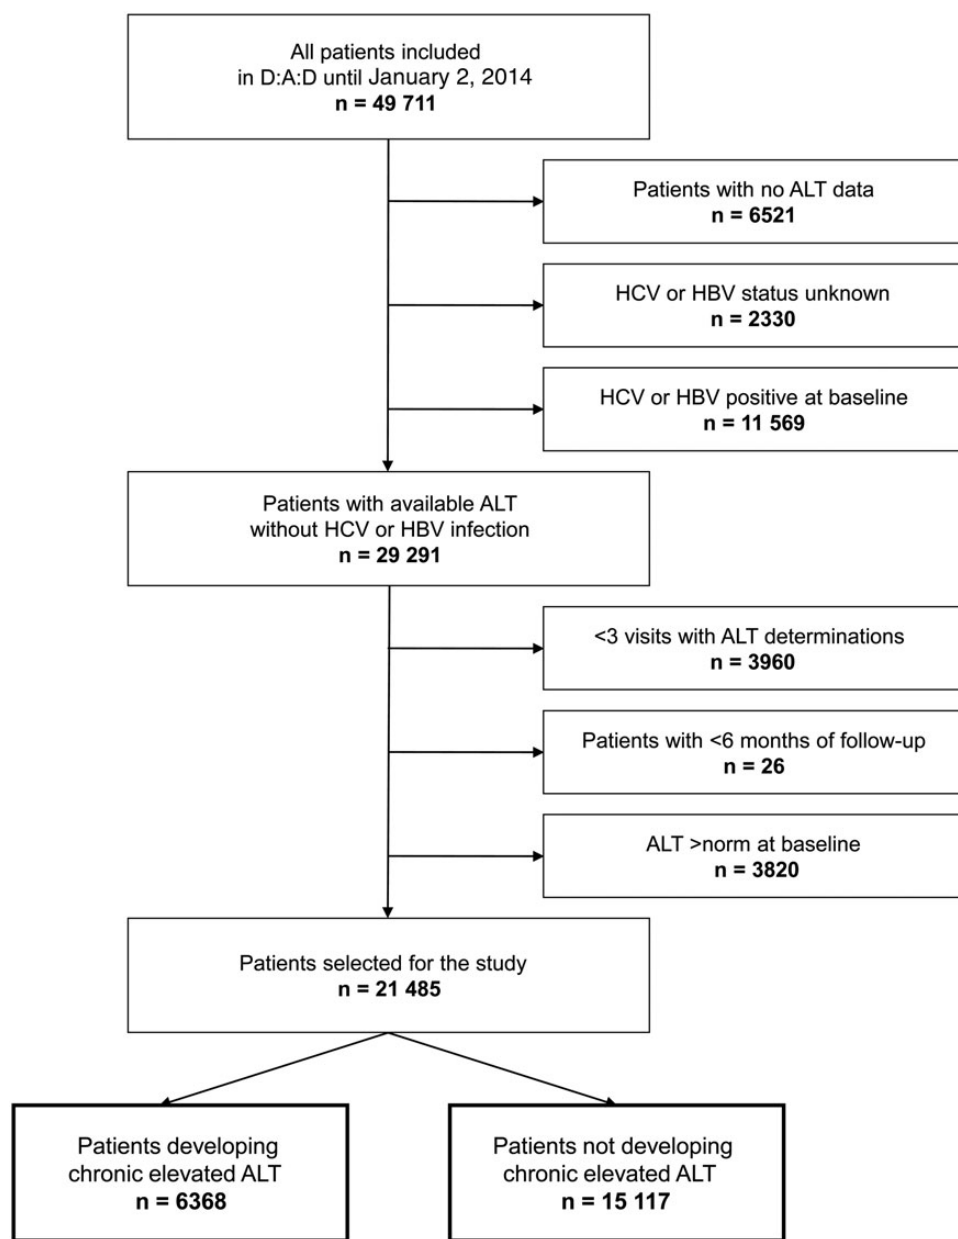 All patients included
in D:A:D until January 2, 2014
n = 49 711
Patients with no ALT data
n = 6521
HCV or HBV status unknown
n = 2330
HCV or HBV positive at baseline
n = 11 569
Patients with available ALT
without HCV or HBV infection
n = 29 291
<3 visits with ALT determinations
n = 3960
Patients with <6 months of follow-up
n = 26
ALT >norm at baseline
n = 3820
Patients selected for the study
n = 21 485
Patients developing
chronic elevated ALT
n = 6368
Patients not developing
chronic elevated ALT
n = 15 117